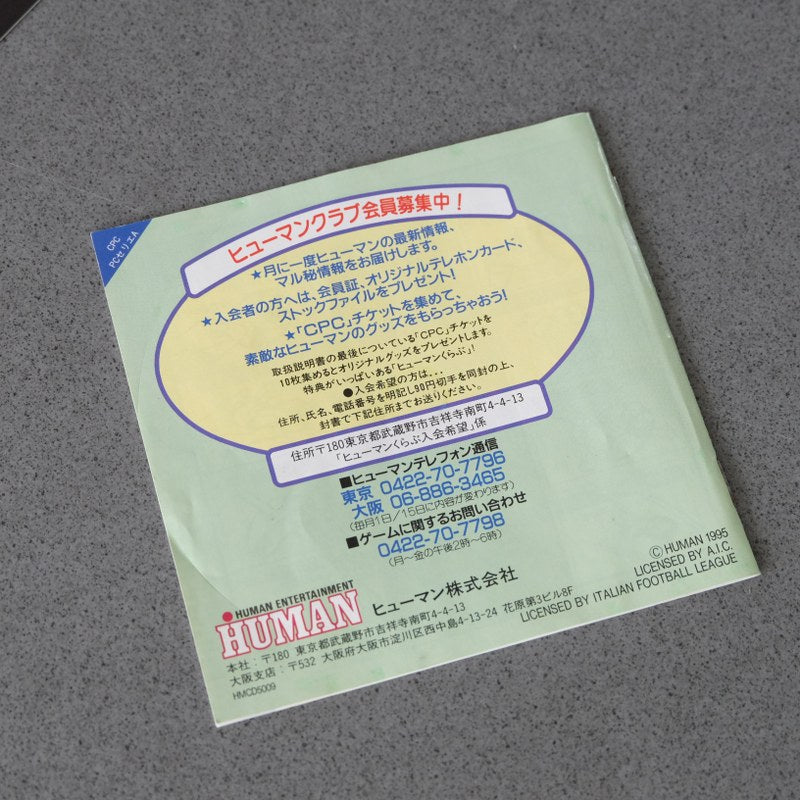 CPC
PCセリエA
ヒューマンクラブ会員募集中!
★月に一度ヒューマンの最新情報、
マル秘情報をお届けします。
★入会者の方へは、会員証、オリジナルテレホンカード、
ストックファイルをプレゼント!
★「CPC」チケットを集めて、
素敵なヒューマンのグッズをもらっちゃおう!
取扱説明書の最後についている「CPC」チケットを
10枚集めるとオリジナルグッズをプレゼントします。
特典がいっぱいある「ヒューマンくらぶ」!
●入会希望の方は...
住所、氏名、電話番号を明記し90円切手を同封の上、
封書で下記住所までお送りください。
住所〒180東京都武蔵野市吉祥寺南町4-4-13
「ヒューマンくらぶ入会希望」係
■ヒューマンテレフォン通信
東京 0422-70-7796
大阪 06-886-3465
(毎月1日/15日に内容が変わります)
■ゲームに関するお問い合わせ
0422-70-7798
(月~金の午後2時~6時)
© HUMAN 1995
LICENSED BY A.I.C.
LICENSED BY ITALIAN FOOTBALL LEAGUE
HUMAN ENTERTAINMENT
HUMAN
ヒューマン株式会社
本社:〒180 東京都武蔵野市吉祥寺南町4-4-13
大阪支店:〒532 大阪府大阪市淀川区西中島4-13-24 花原第3ビル8F
HMCD5009